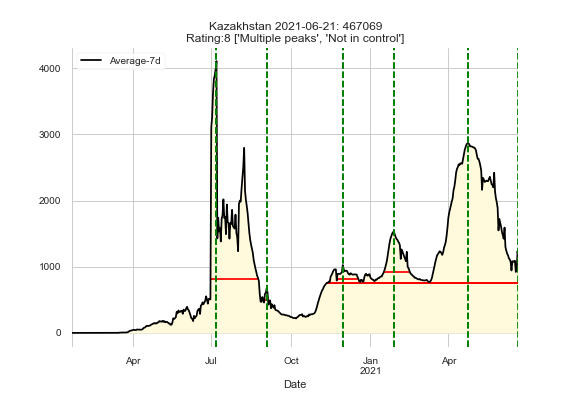 Kazakhstan 2021-06-21: 467069
Rating:8 ['Multiple peaks', 'Not in control']
Average-7d
4000
3000
2000
1000
0
Apr
Jul
Oct
Jan
2021
Apr
Date